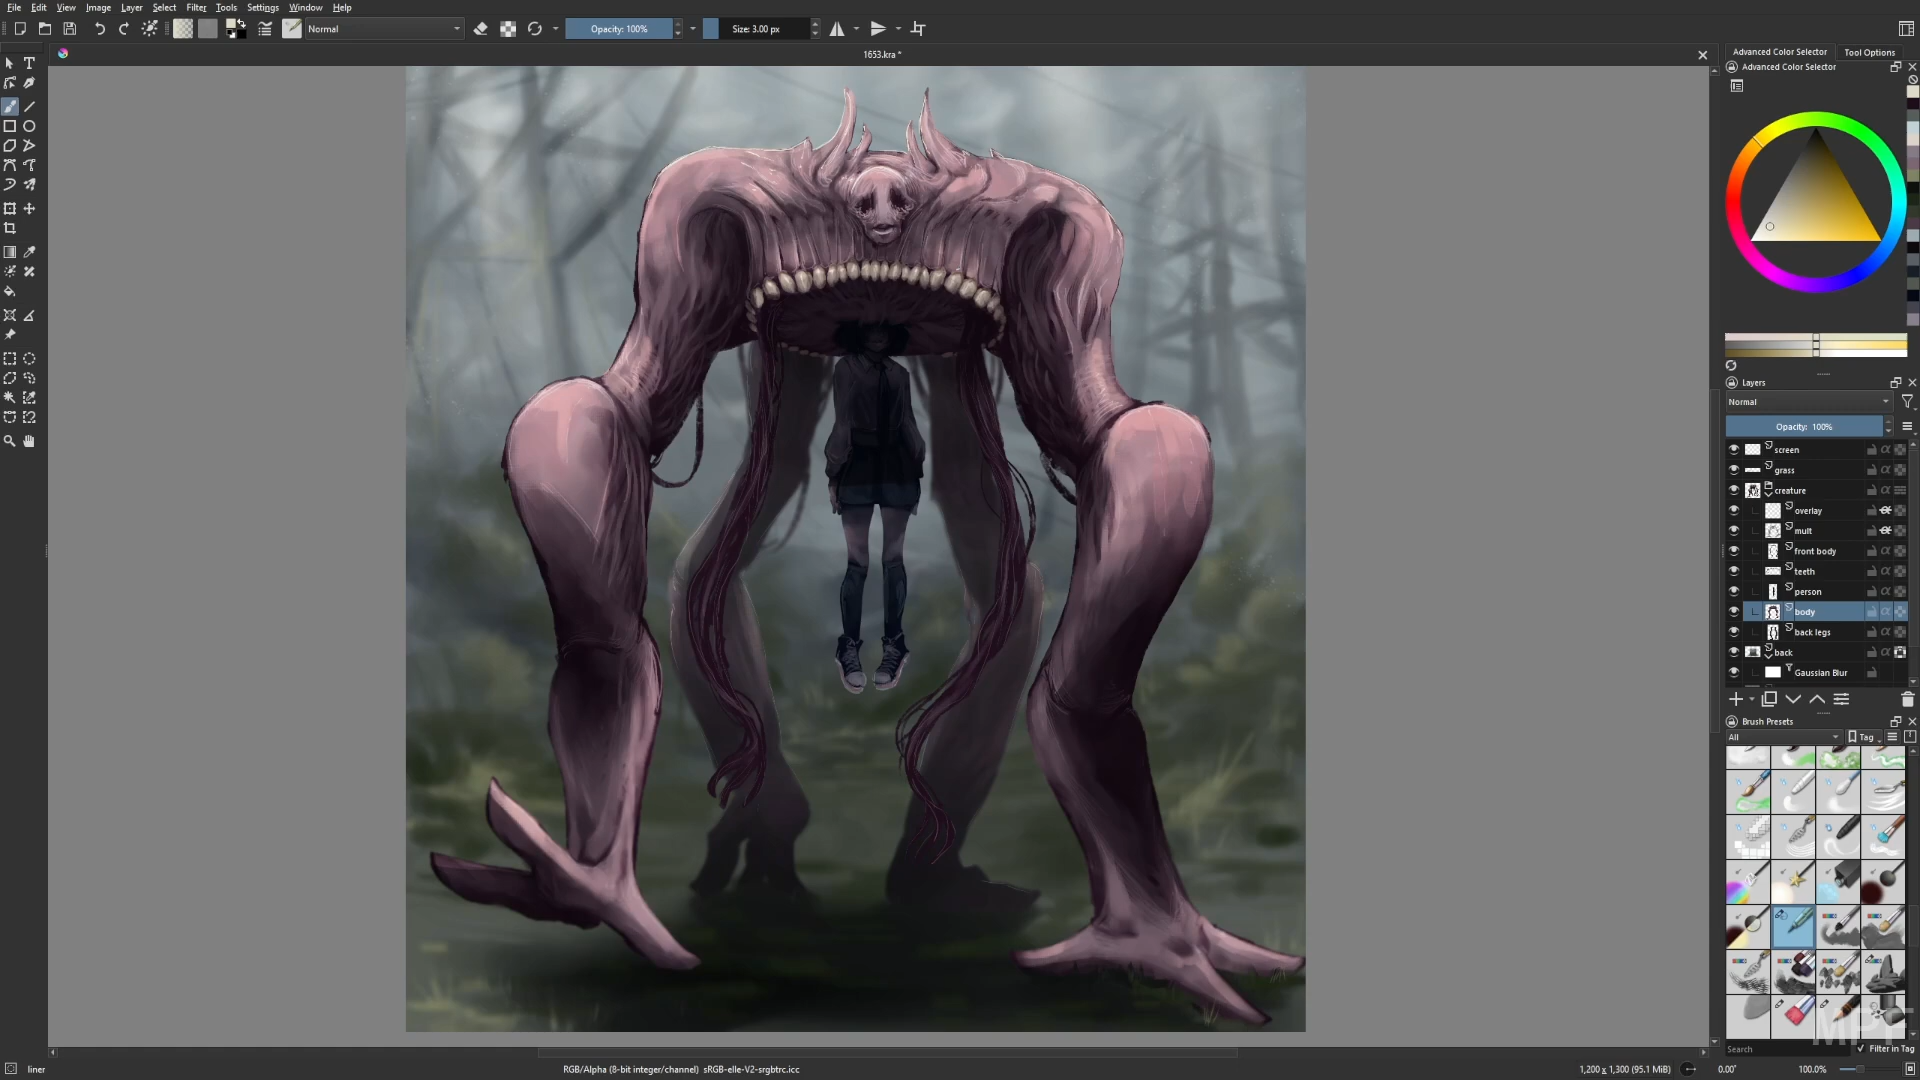 File Edit View Image Layer Select Filter Tools Settings Window Help
Normal Opacity: 100% Size: 3.00 px
1653.kra *
Advanced Color Selector Tool Options
Advanced Color Selector
Layers
Normal
Opacity: 100%
screen
grass
creature
overlay
mult
front body
teeth
person
body
back legs
back
Gaussian Blur
Brush Presets
All Tag
MPF
Search Filter in Tag
liner RGB/Alpha (8-bit integer/channel) sRGB-elle-V2-srgbtrc.icc 1,200 x 1,300 (95.1 MiB) 0.00° 100.0%